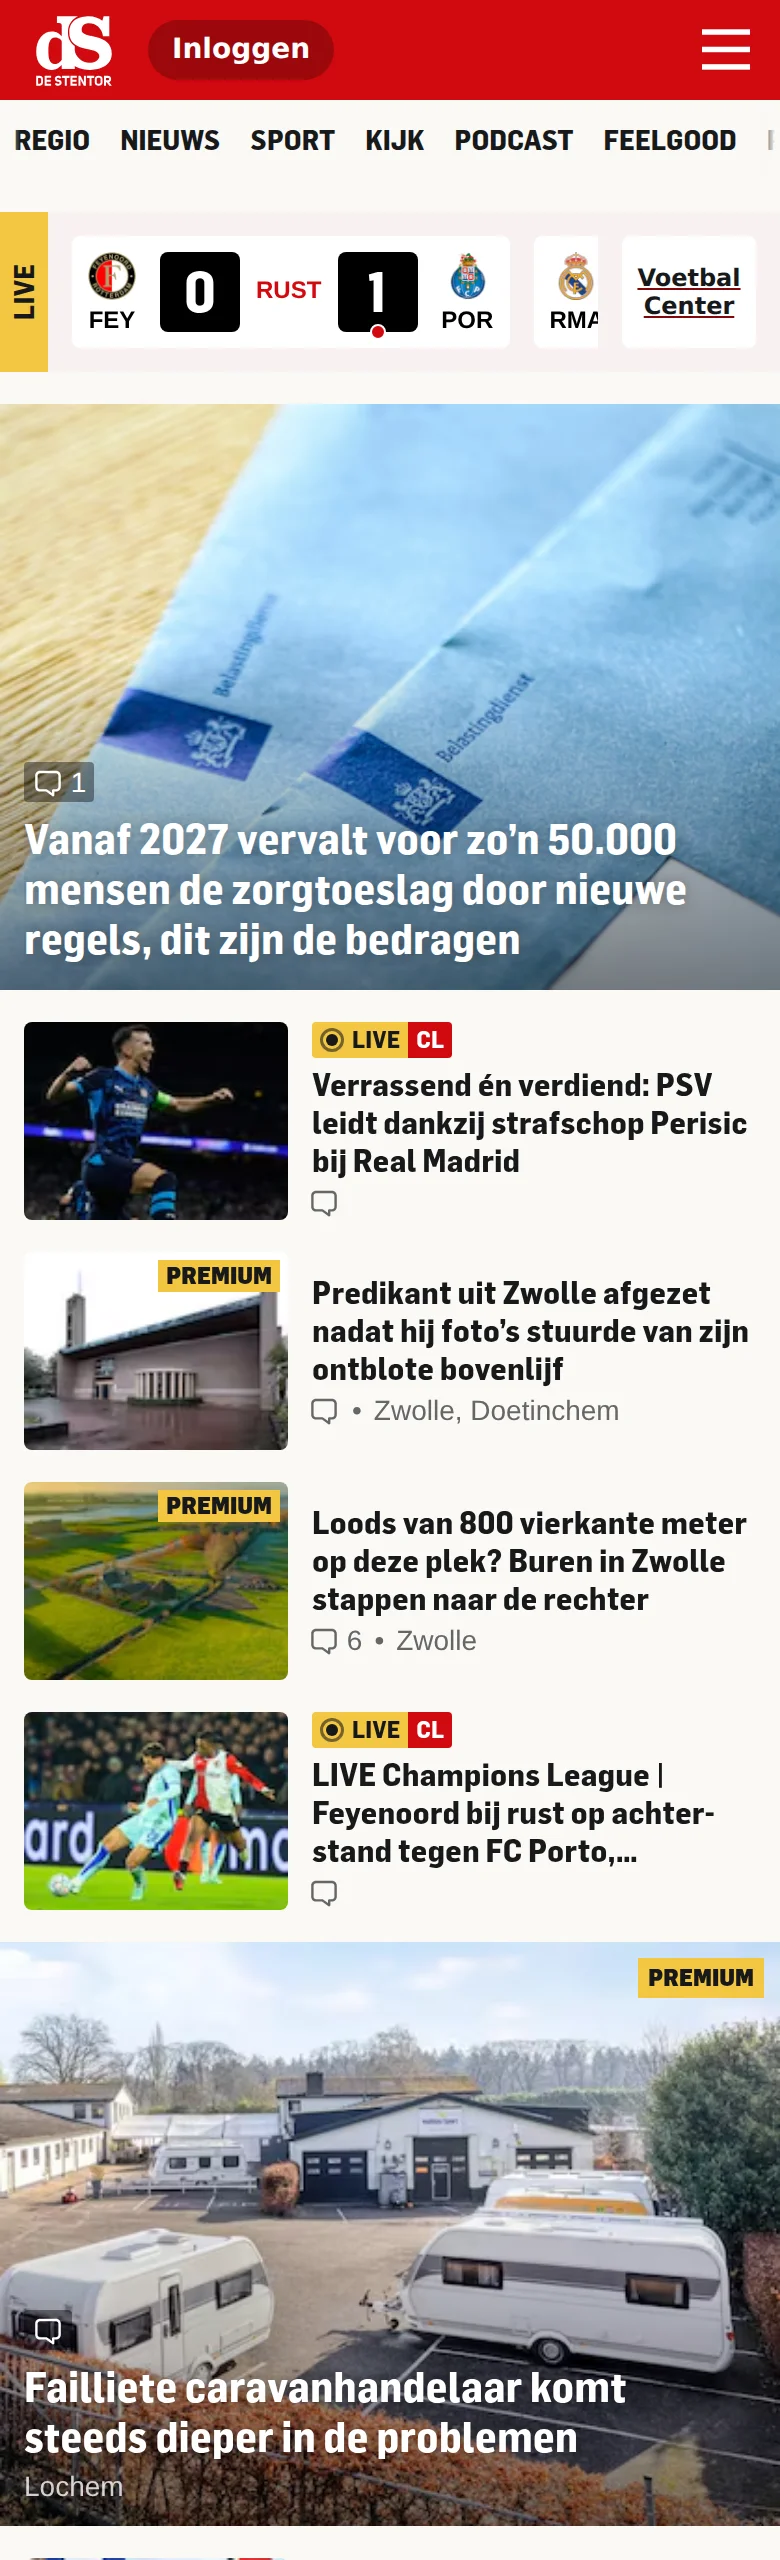 dS
DE STENTOR
Inloggen
REGIO NIEUWS SPORT KIJK PODCAST FEELGOOD
LIVE
FEY
0
RUST
1
POR
RMA
Voetbal
Center
Belastingdienst
Belastingdienst
1
Vanaf 2027 vervalt voor zo’n 50.000
mensen de zorgtoeslag door nieuwe
regels, dit zijn de bedragen
LIVE CL
Verrassend én verdiend: PSV
leidt dankzij strafschop Perisic
bij Real Madrid
PREMIUM
Predikant uit Zwolle afgezet
nadat hij foto’s stuurde van zijn
ontblote bovenlijf
• Zwolle, Doetinchem
PREMIUM
Loods van 800 vierkante meter
op deze plek? Buren in Zwolle
stappen naar de rechter
6 • Zwolle
LIVE CL
LIVE Champions League |
Feyenoord bij rust op achter-
stand tegen FC Porto,...
ard
PREMIUM
Failliete caravanhandelaar komt
steeds dieper in de problemen
Lochem